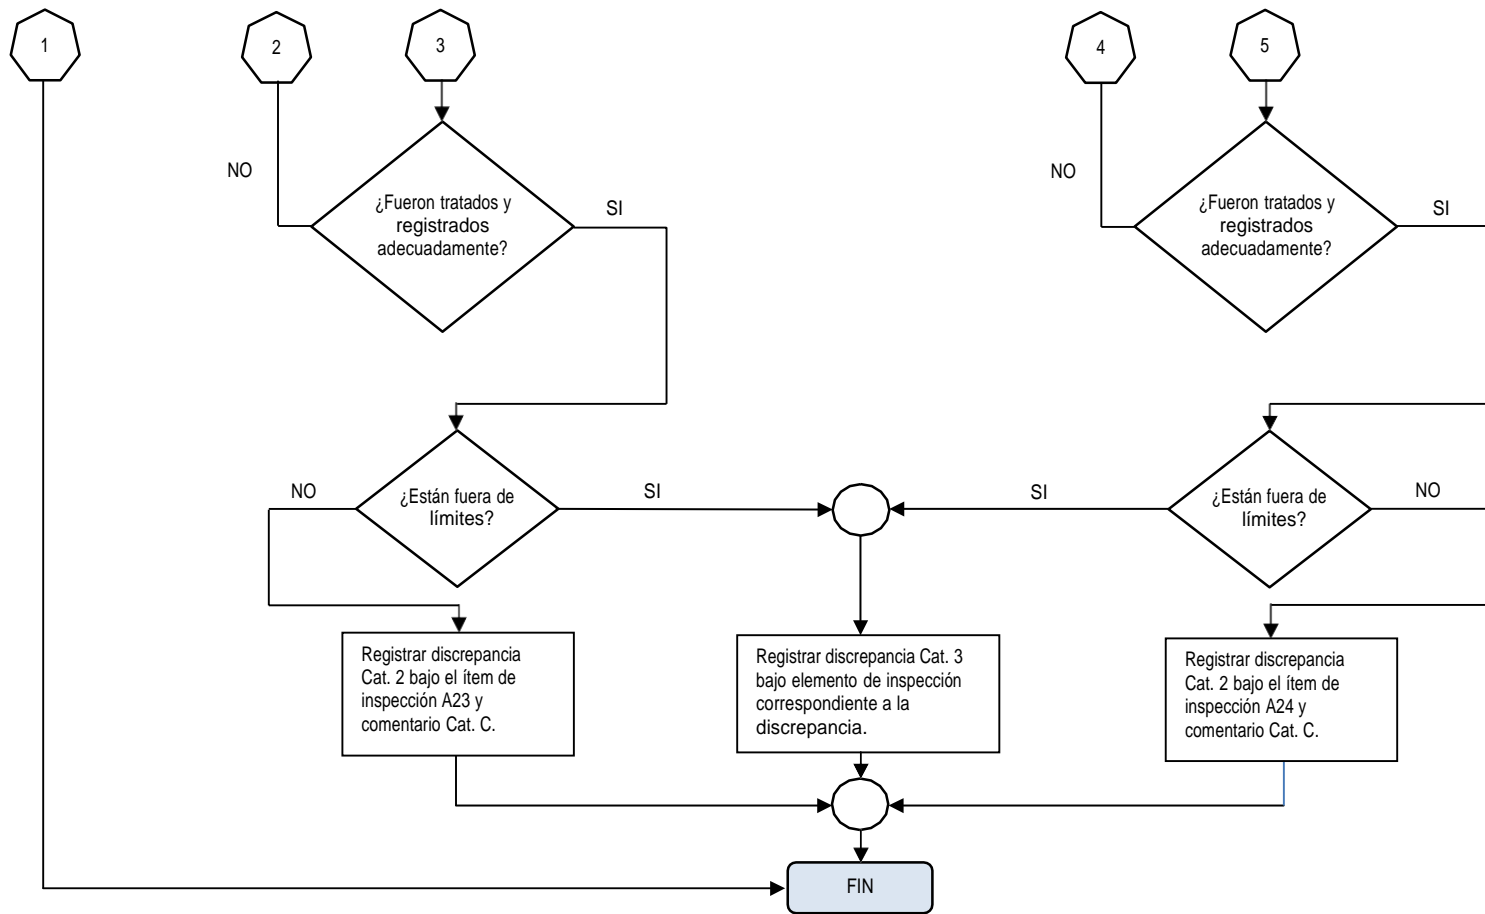 1
2
3
4
5
NO
¿Fueron tratados y
registrados
adecuadamente?
SI
NO
¿Fueron tratados y
registrados
adecuadamente?
SI
NO
¿Están fuera de
límites?
SI
SI
¿Están fuera de
límites?
NO
Registrar discrepancia
Cat. 2 bajo el ítem de
inspección A23 y
comentario Cat. C.
Registrar discrepancia Cat. 3
bajo elemento de inspección
correspondiente a la
discrepancia.
Registrar discrepancia
Cat. 2 bajo el ítem de
inspección A24 y
comentario Cat. C.
FIN